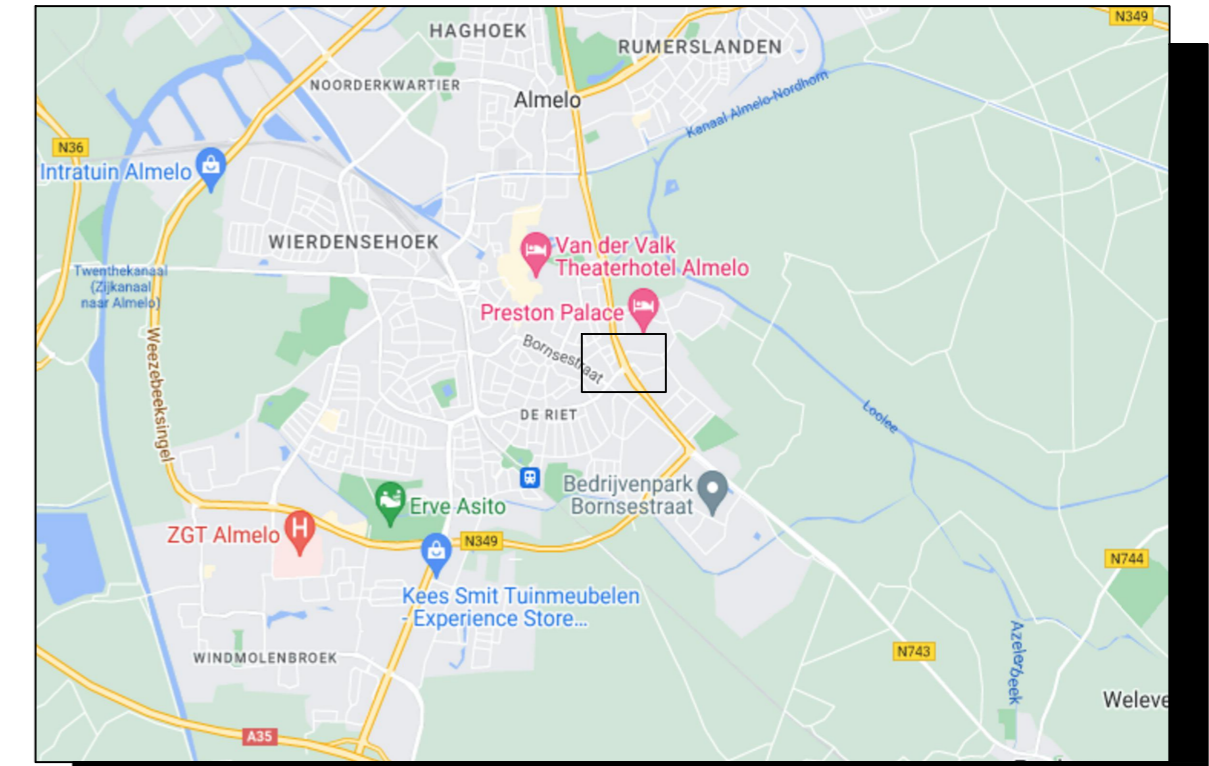 N349
HAGHOEK
RUMERSLANDEN
NOORDERKWARTIER
Almelo
Kanaal Almelo-Nordhorn
N36
Intratuin Almelo
WIERDENSEHOEK
Van der Valk
Theaterhotel Almelo
Twenthekanaal
(Zijkanaal
naar Almelo)
Preston Palace
Weezebeeksingel
Bornsestraat
DE RIET
Loolee
Bedrijvenpark
Bornsestraat
Erve Asito
ZGT Almelo
H
N349
N744
Kees Smit Tuinmeubelen
- Experience Store...
Azelerbeek
WINDMOLENBROEK
N743
Weleve
A35